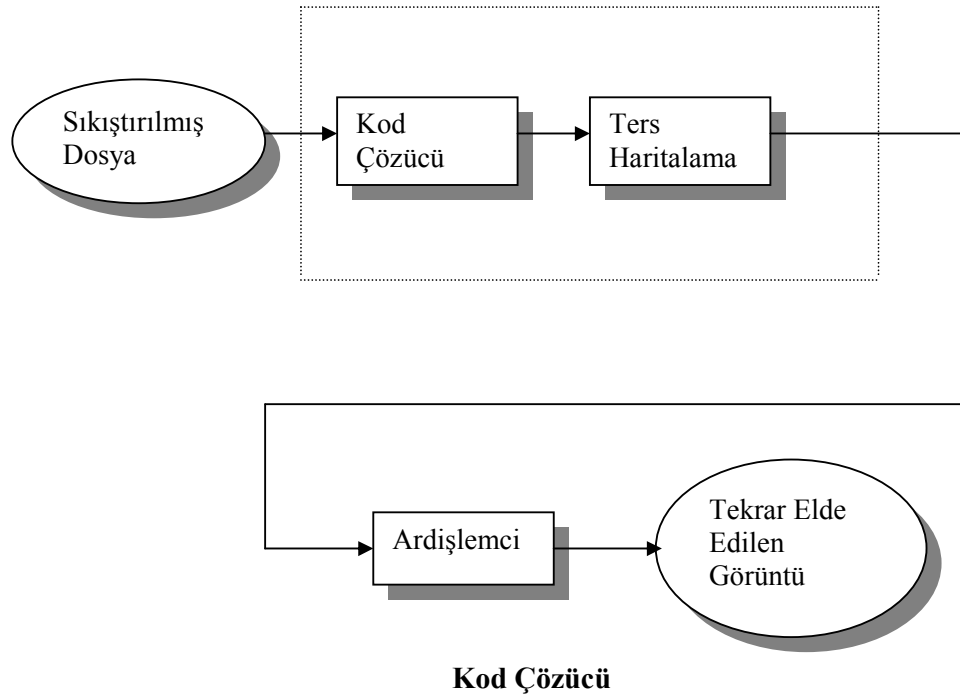 Sıkıştırılmış
Dosya
Kod
Çözücü
Ters
Haritalama
Ardişlemci
Tekrar Elde
Edilen
Görüntü
Kod Çözücü